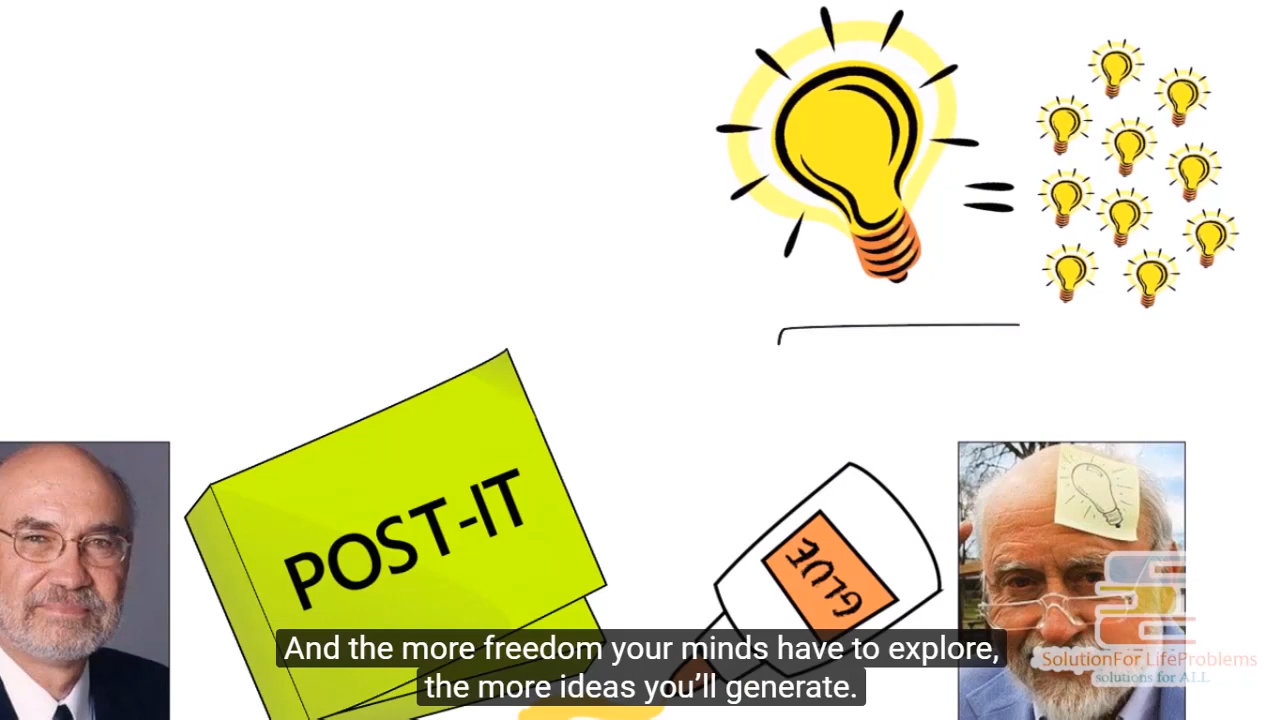 POST-IT
GLUE
And the more freedom your minds have to explore,
the more ideas you’ll generate.
SolutionFor LifeProblems
solutions for ALL